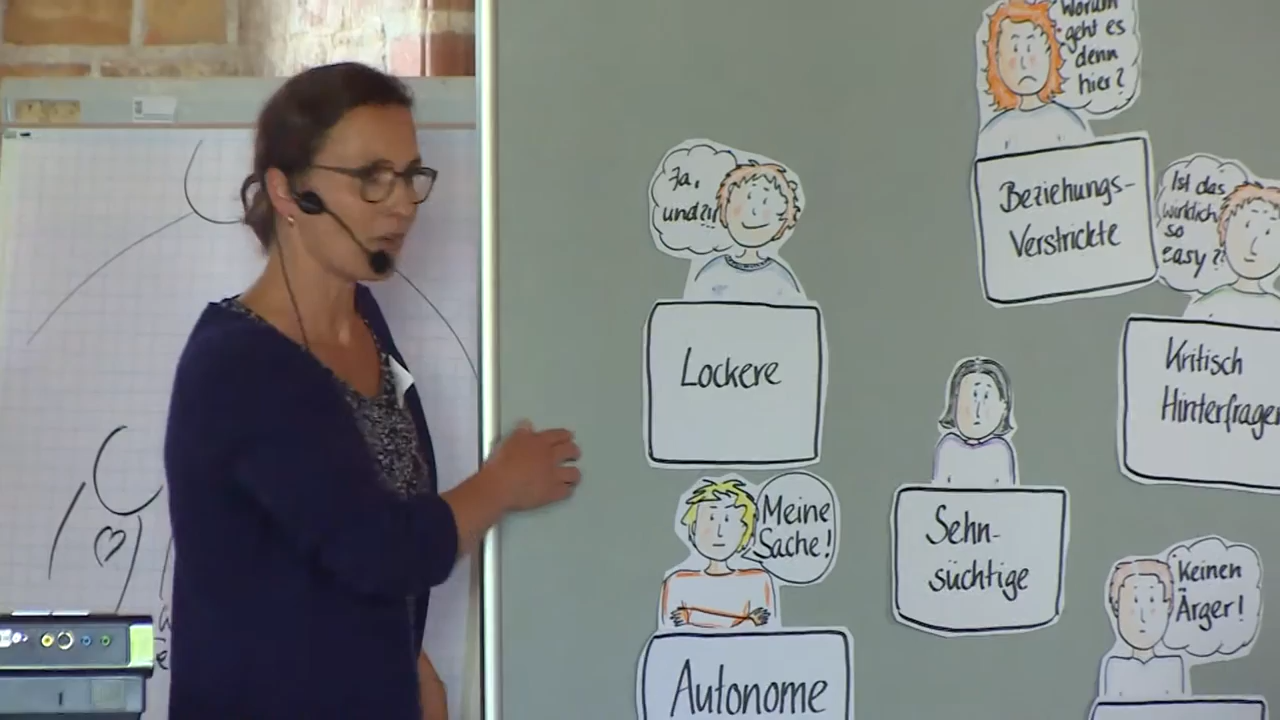 Worum
geht es
denn
hier?
Beziehungs-
Verstrickte
Ja,
und?!
Lockere
Ist das
wirklich
so
easy??
Kritisch
Hinterfragen
Sehn-
süchtige
Meine
Sache!
Autonome
Keinen
Ärger!